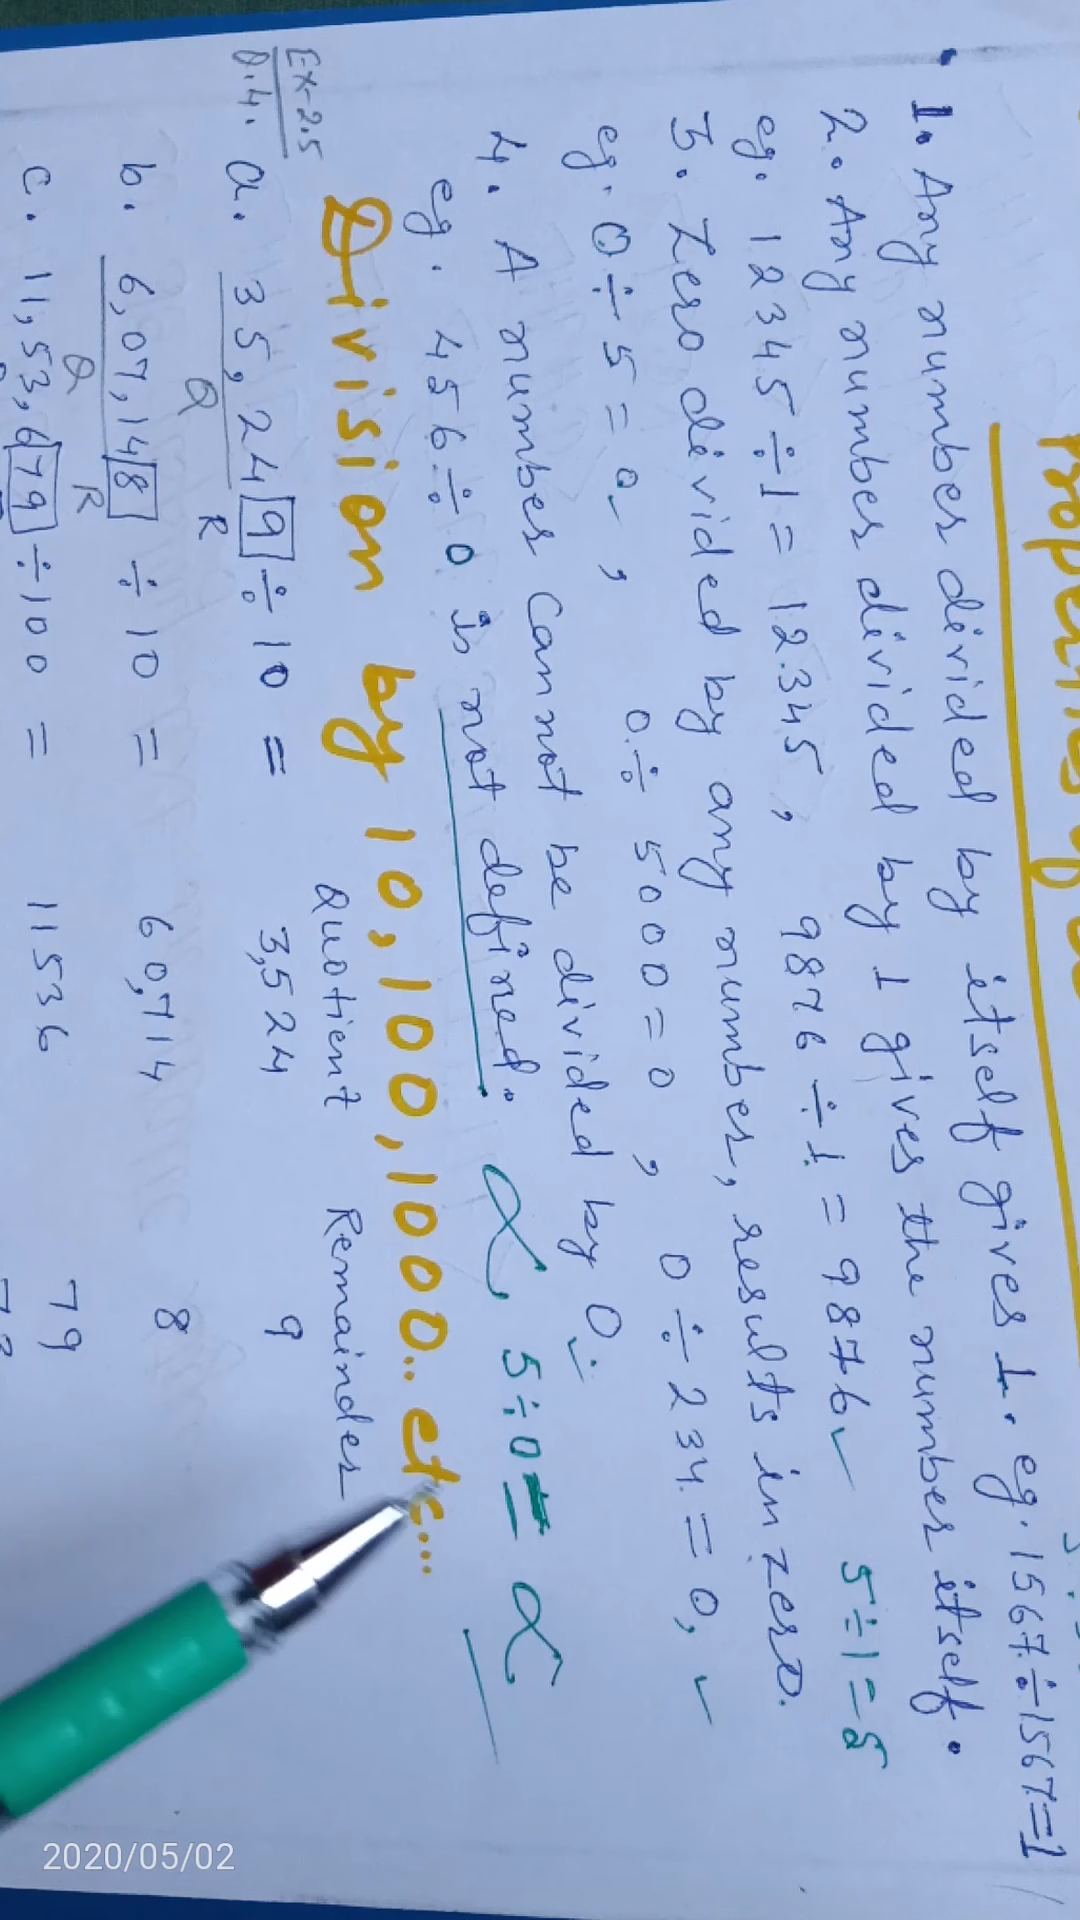 Properties of
1. Any number divided by itself gives 1. eg. 1567÷1567=1
2. Any number divided by 1 gives the number itself.
eg. 12345÷1=12345, 9876÷1=9876✓ 5÷1=5
3. Zero divided by any number, results in zero.
eg. 0÷5=0, 0÷5000=0, 0÷234=0, ✓
4. A number cannot be divided by 0÷
eg. 456÷0 is not defined. α, 5÷0= α
Division by 10,100,1000.. etc...
Ex-2.5 Quotient Remainder
Q.4. a. 35,249÷10= 3,524 9
Q R
b. 6,07,148÷10= 60,714 8
Q R
c. 11,53,679÷100= 11536 79
2020/05/02